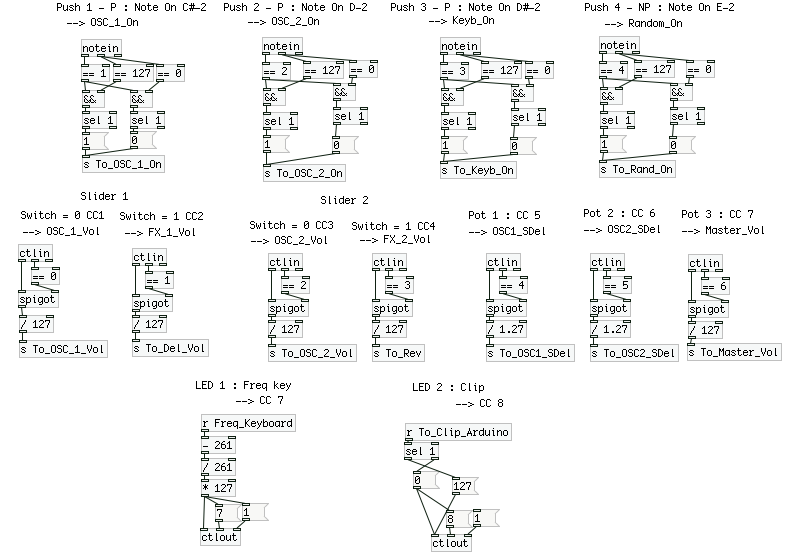 Push 1 - P : Note On C#-2
--> OSC_1_On
notein
== 1
== 127
== 0
&&
&&
sel 1
sel 1
1
0
s To_OSC_1_On
Push 2 - P : Note On D-2
--> OSC_2_On
notein
== 2
== 127
== 0
&&
&&
sel 1
sel 1
1
0
s To_OSC_2_On
Push 3 - P : Note On D#-2
--> Keyb_On
notein
== 3
== 127
== 0
&&
&&
sel 1
sel 1
1
0
s To_Keyb_On
Push 4 - NP : Note On E-2
--> Random_On
notein
== 4
== 127
== 0
&&
&&
sel 1
sel 1
1
0
s To_Rand_On
Slider 1
Switch = 0 CC1
--> OSC_1_Vol
ctlin
== 0
spigot
/ 127
s To_OSC_1_Vol
Switch = 1 CC2
--> FX_1_Vol
ctlin
== 1
spigot
/ 127
s To_Del_Vol
Slider 2
Switch = 0 CC3
--> OSC_2_Vol
ctlin
== 2
spigot
/ 127
s To_OSC_2_Vol
Switch = 1 CC4
--> FX_2_Vol
ctlin
== 3
spigot
/ 127
s To_Rev
Pot 1 : CC 5
--> OSC1_SDel
ctlin
== 4
spigot
/ 1.27
s To_OSC1_SDel
Pot 2 : CC 6
--> OSC2_SDel
ctlin
== 5
spigot
/ 1.27
s To_OSC2_SDel
Pot 3 : CC 7
--> Master_Vol
ctlin
== 6
spigot
/ 127
s To_Master_Vol
LED 1 : Freq key
--> CC 7
r Freq_Keyboard
- 261
/ 261
* 127
7
1
ctlout
LED 2 : Clip
--> CC 8
r To_Clip_Arduino
sel 1
0
127
8
1
ctlout